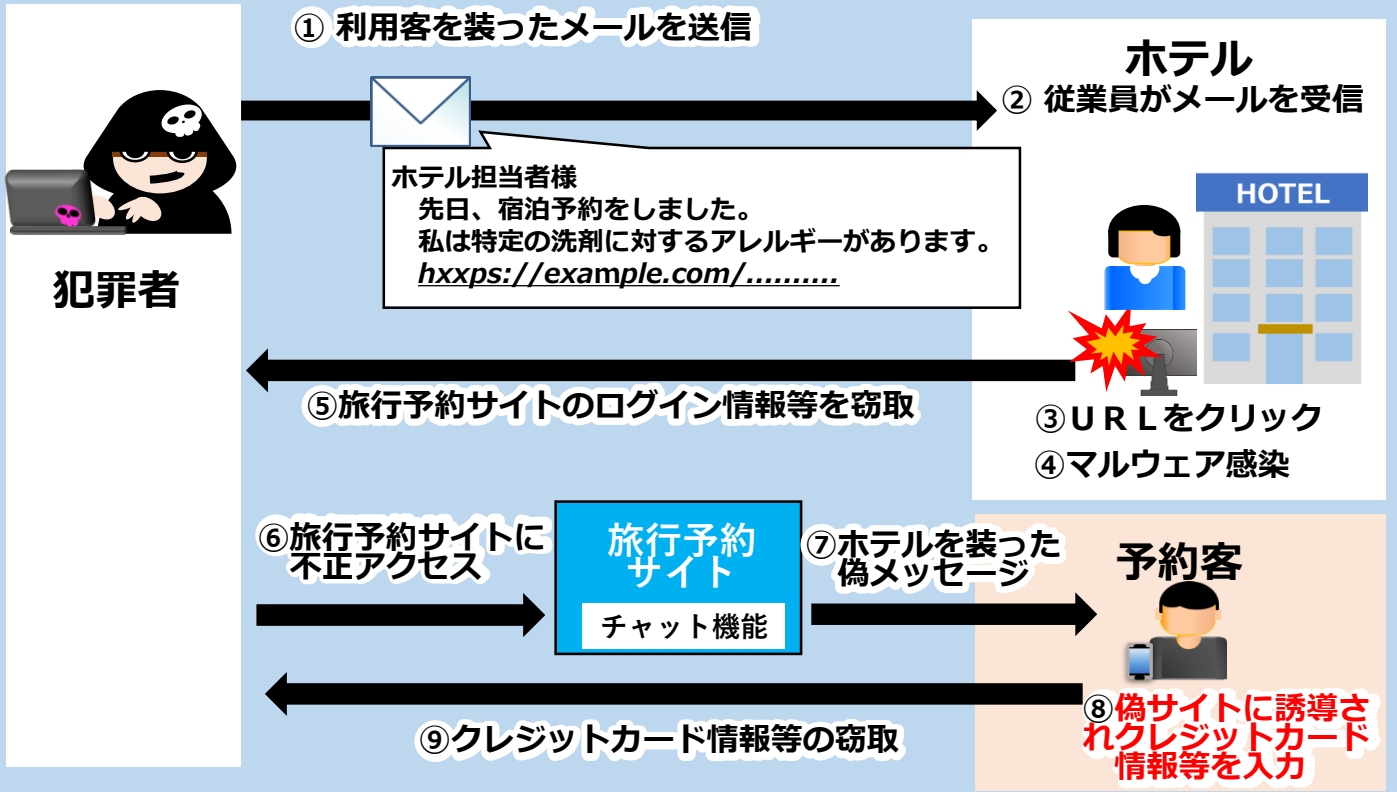 ① 利用客を装ったメールを送信
ホテル
② 従業員がメールを受信
ホテル担当者様
先日、宿泊予約をしました。
私は特定の洗剤に対するアレルギーがあります。
hxxps://example.com/..........
HOTEL
犯罪者
⑤旅行予約サイトのログイン情報等を窃取
③ＵＲＬをクリック
④マルウェア感染
⑥旅行予約サイトに
不正アクセス
旅行予約
サイト
チャット機能
⑦ホテルを装った
偽メッセージ
予約客
⑧偽サイトに誘導さ
れクレジットカード
情報等を入力
⑨クレジットカード情報等の窃取